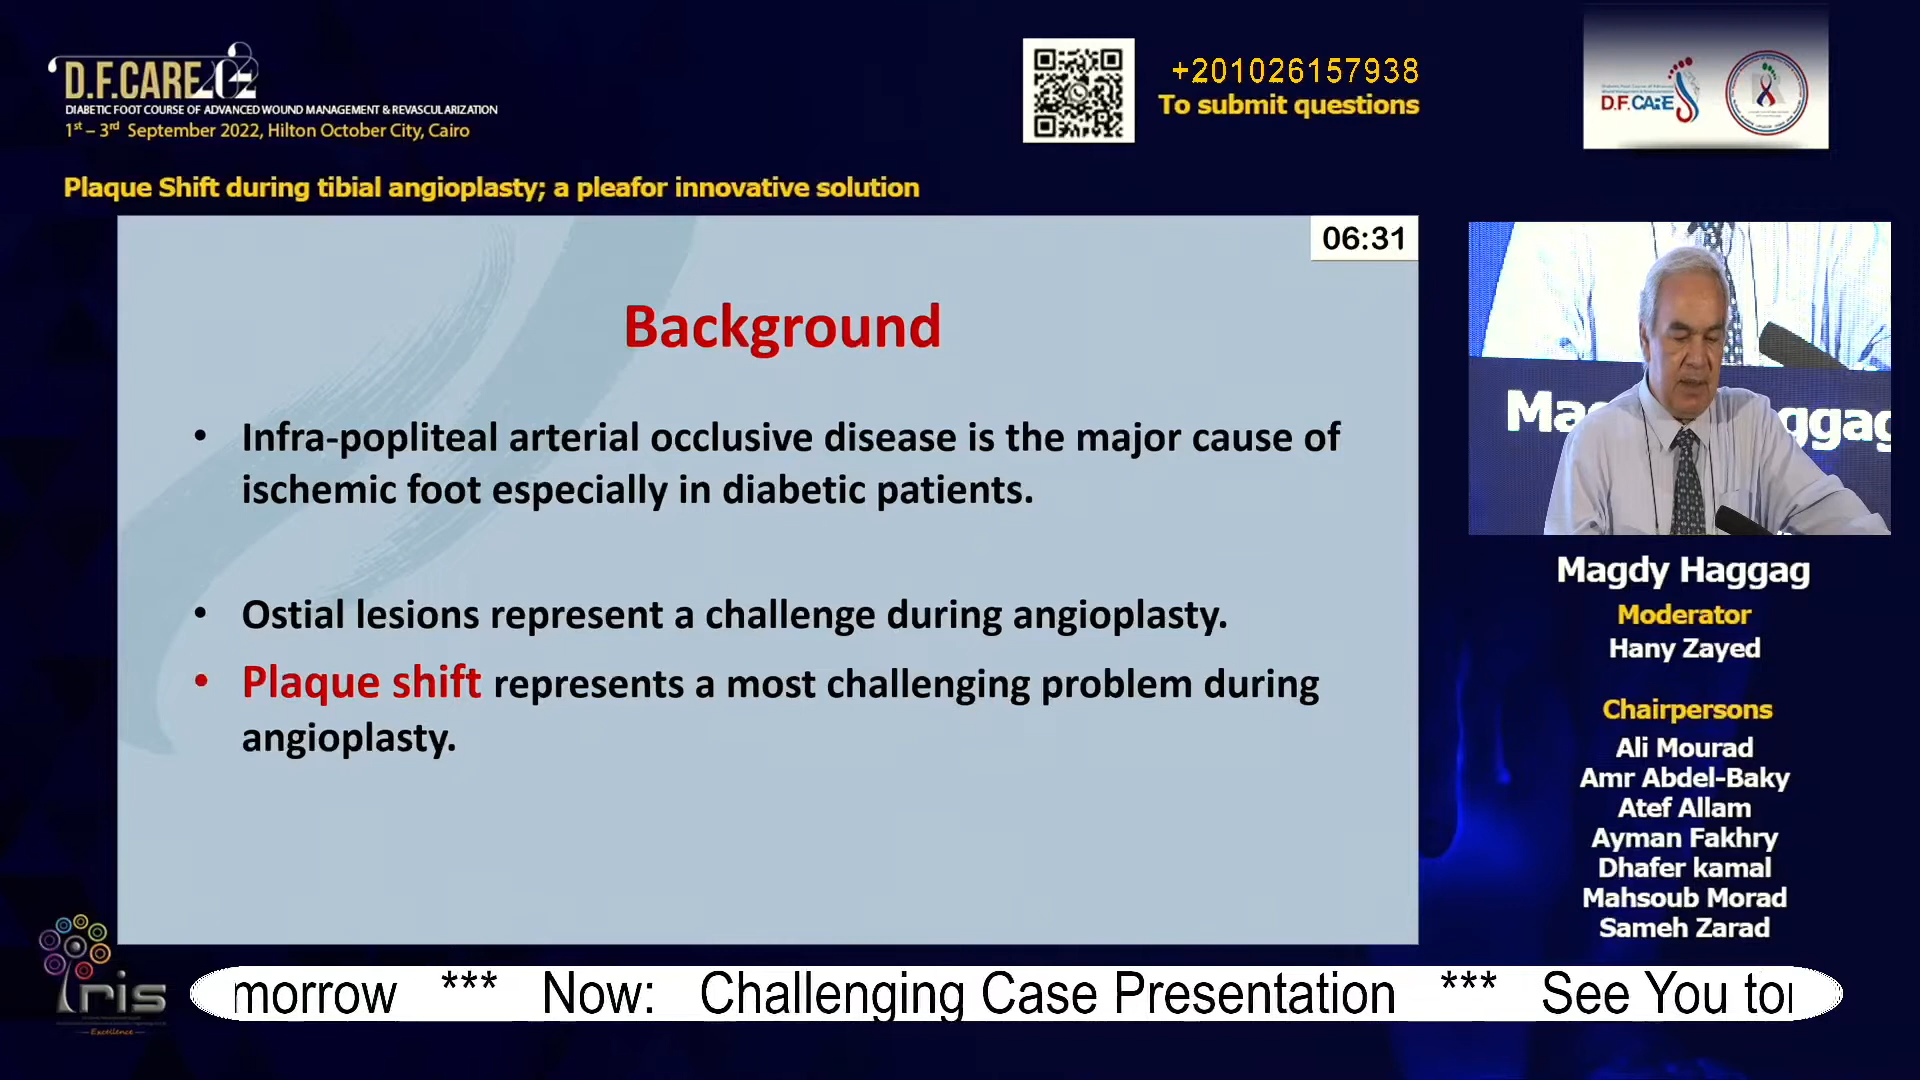 D.F.CARE
DIABETIC FOOT COURSE OF ADVANCED WOUND MANAGEMENT & REVASCULARIZATION
1st – 3rd September 2022, Hilton October City, Cairo
+201026157938
To submit questions
D.F.CARE
Plaque Shift during tibial angioplasty; a pleafor innovative solution
06:31
Background
• Infra-popliteal arterial occlusive disease is the major cause of
ischemic foot especially in diabetic patients.
• Ostial lesions represent a challenge during angioplasty.
• Plaque shift represents a most challenging problem during
angioplasty.
Ma ggag
Magdy Haggag
Moderator
Hany Zayed
Chairpersons
Ali Mourad
Amr Abdel-Baky
Atef Allam
Ayman Fakhry
Dhafer kamal
Mahsoub Morad
Sameh Zarad
Iris
Excellence
morrow *** Now: Challenging Case Presentation *** See You to